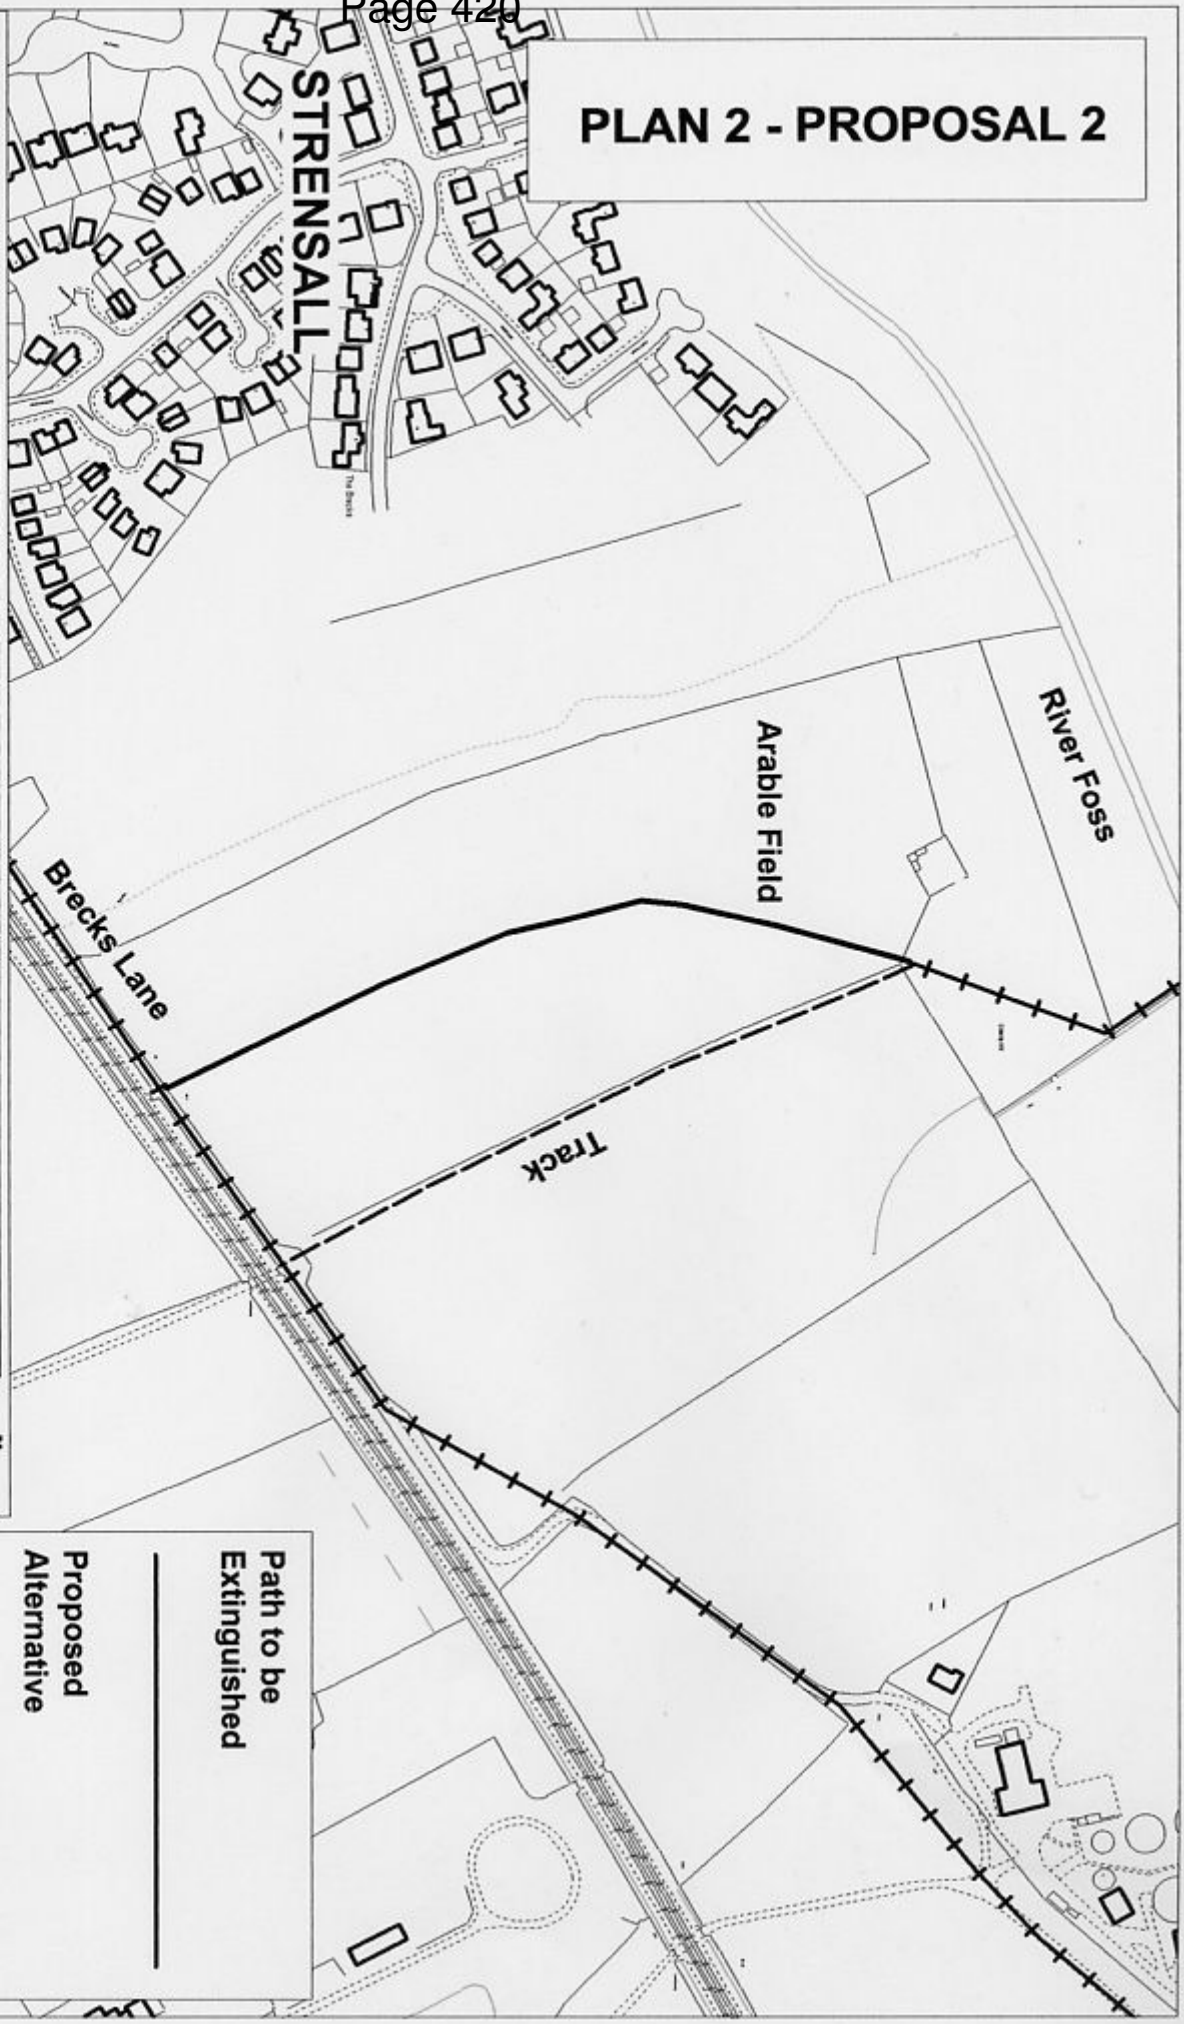 Page 420
PLAN 2 - PROPOSAL 2
STRENSALL
The Brecks
River Foss
Arable Field
Brecks Lane
Track
Path to be
Extinguished
Proposed
Alternative